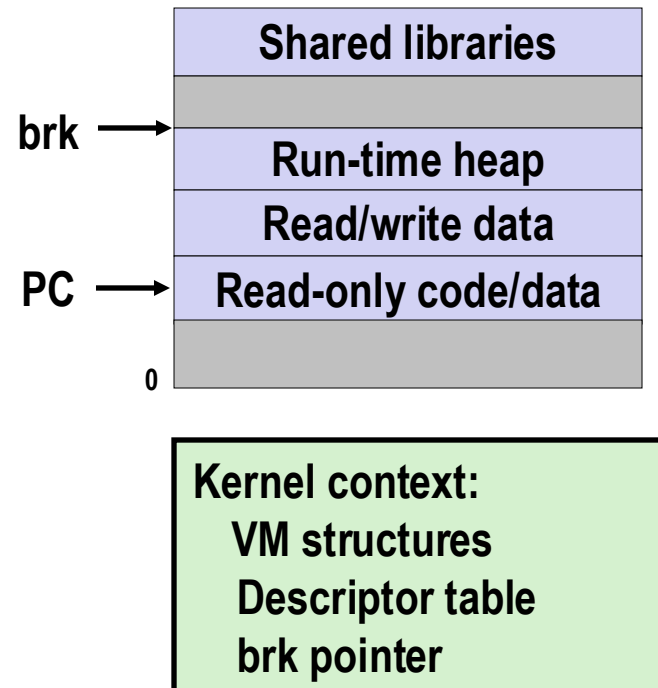 Shared libraries
brk
Run-time heap
Read/write data
PC
Read-only code/data
0
Kernel context:
VM structures
Descriptor table
brk pointer